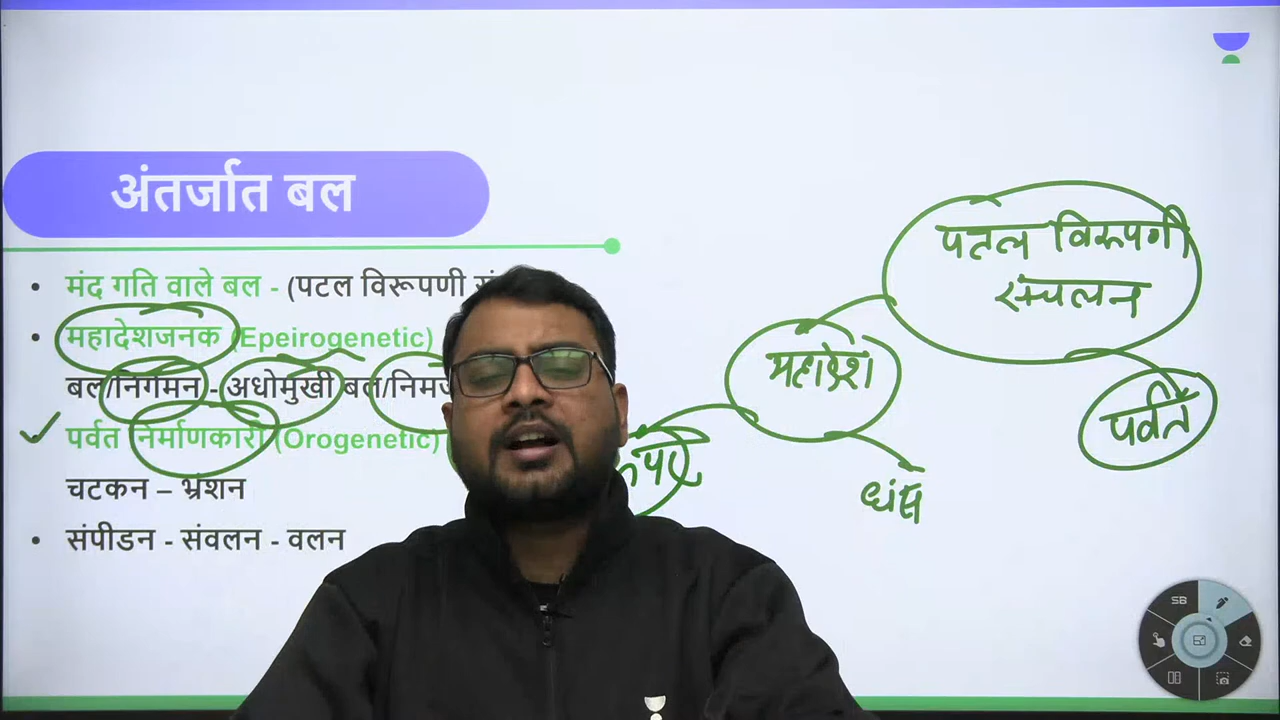 अंतर्जात बल
मंद गति वाले बल - (पटल विरूपणी
महादेशजनक (Epeirogenetic)
बल/निर्गमन - अधोमुखी बल/
पर्वत निर्माणकारी (Orogenetic)
चटकन – भ्रंशन
संपीडन - संवलन - वलन
पटल विरूपणी
संचलन
महादेश
पर्वत
धंस
SB